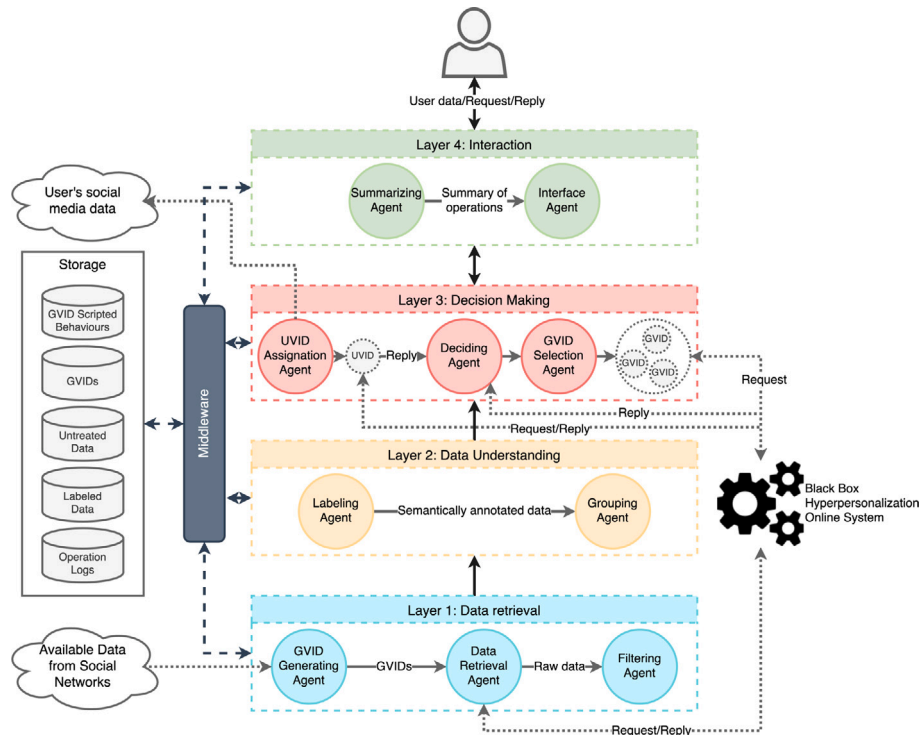 User data/Request/Reply
Layer 4: Interaction
Summarizing
Agent
Summary of
operations
Interface
Agent
User's social
media data
Storage
GVID Scripted
Behaviours
GVIDs
Untreated
Data
Labeled
Data
Operation
Logs
Middleware
Layer 3: Decision Making
UVID
Assignation
Agent
UVID
Reply
Deciding
Agent
GVID
Selection
Agent
GVID
GVID
GVID
Request
Reply
Request/Reply
Layer 2: Data Understanding
Labeling
Agent
Semantically annotated data
Grouping
Agent
Black Box
Hyperpersonalization
Online System
Layer 1: Data retrieval
Available Data
from Social
Networks
GVID
Generating
Agent
GVIDs
Data
Retrieval
Agent
Raw data
Filtering
Agent
Request/Reply